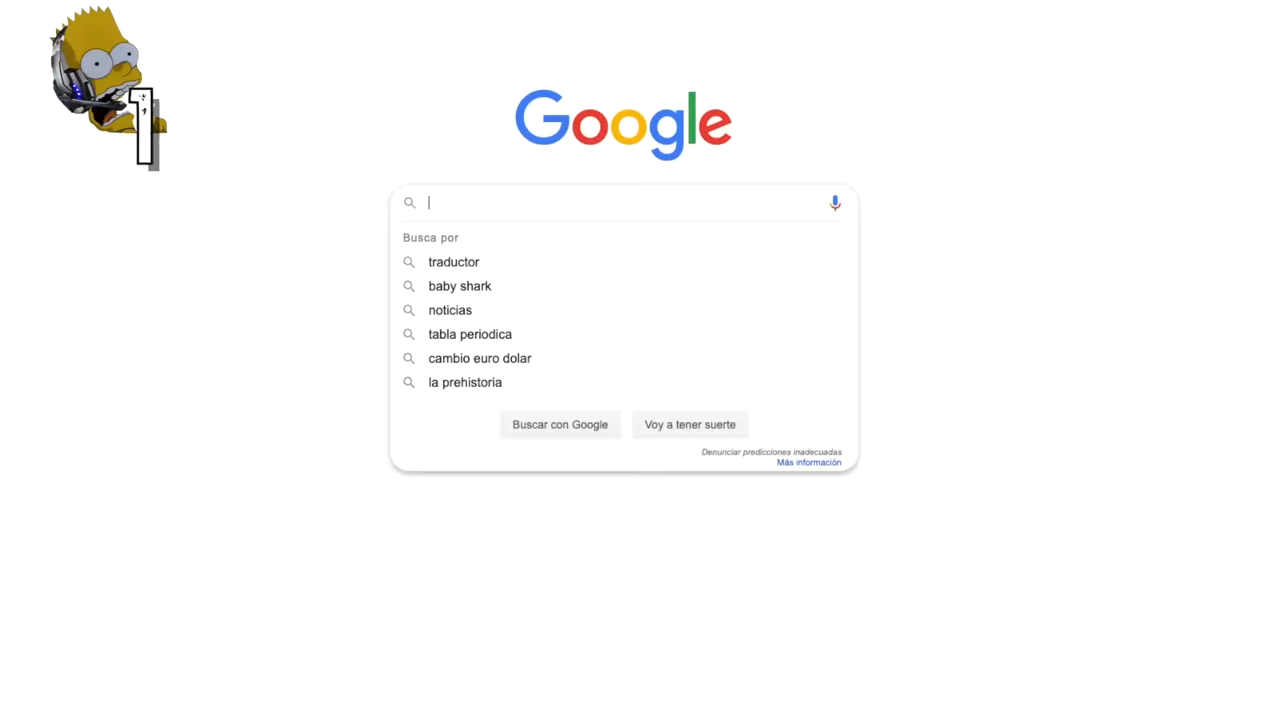 1
Google
Busca por
traductor
baby shark
noticias
tabla periodica
cambio euro dolar
la prehistoria
Buscar con Google Voy a tener suerte
Denunciar predicciones inadecuadas
Más información